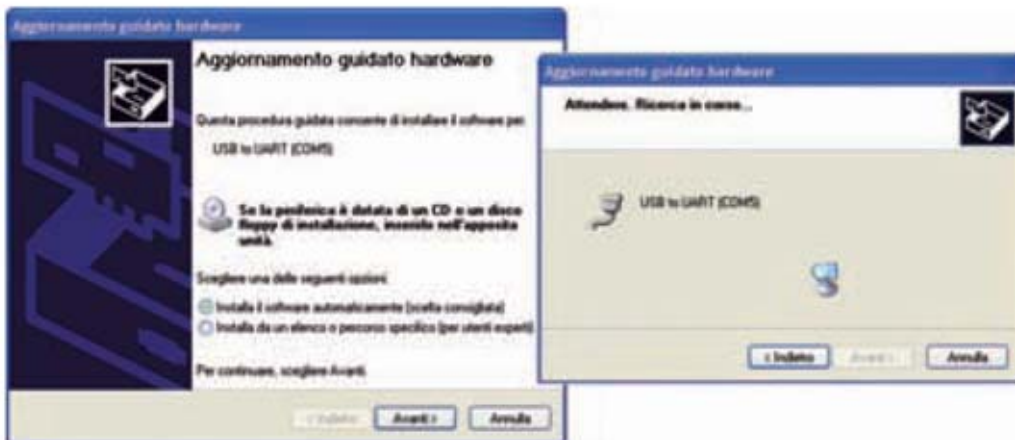 Aggiornamento guidato hardware
Aggiornamento guidato hardware
Questa procedura guidata consente di installare il software per:
USB to UART (COM5)
Se la periferica è dotata di un CD o un disco
floppy di installazione, inserirlo nell'apposita
unità.
Scegliere una delle seguenti opzioni:
Installa il software automaticamente (scelta consigliata)
Installa da un elenco o percorso specifico (per utenti esperti)
Per continuare, scegliere Avanti.
< Indietro
Avanti >
Annulla
Aggiornamento guidato hardware
Attendere. Ricerca in corso...
USB to UART (COM5)
< Indietro
Avanti >
Annulla